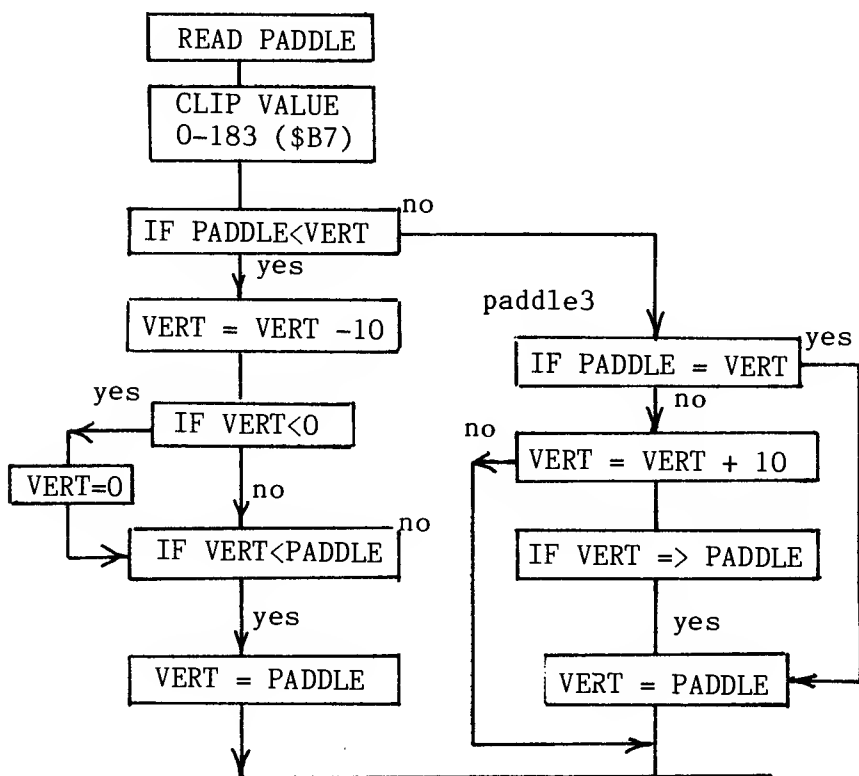 READ PADDLE
CLIP VALUE
0-183 ($B7)
IF PADDLE<VERT
no
yes
VERT = VERT -10
yes
IF VERT<0
VERT=0
no
IF VERT<PADDLE
no
yes
VERT = PADDLE
paddle3
IF PADDLE = VERT
yes
no
no
VERT = VERT + 10
IF VERT => PADDLE
yes
VERT = PADDLE